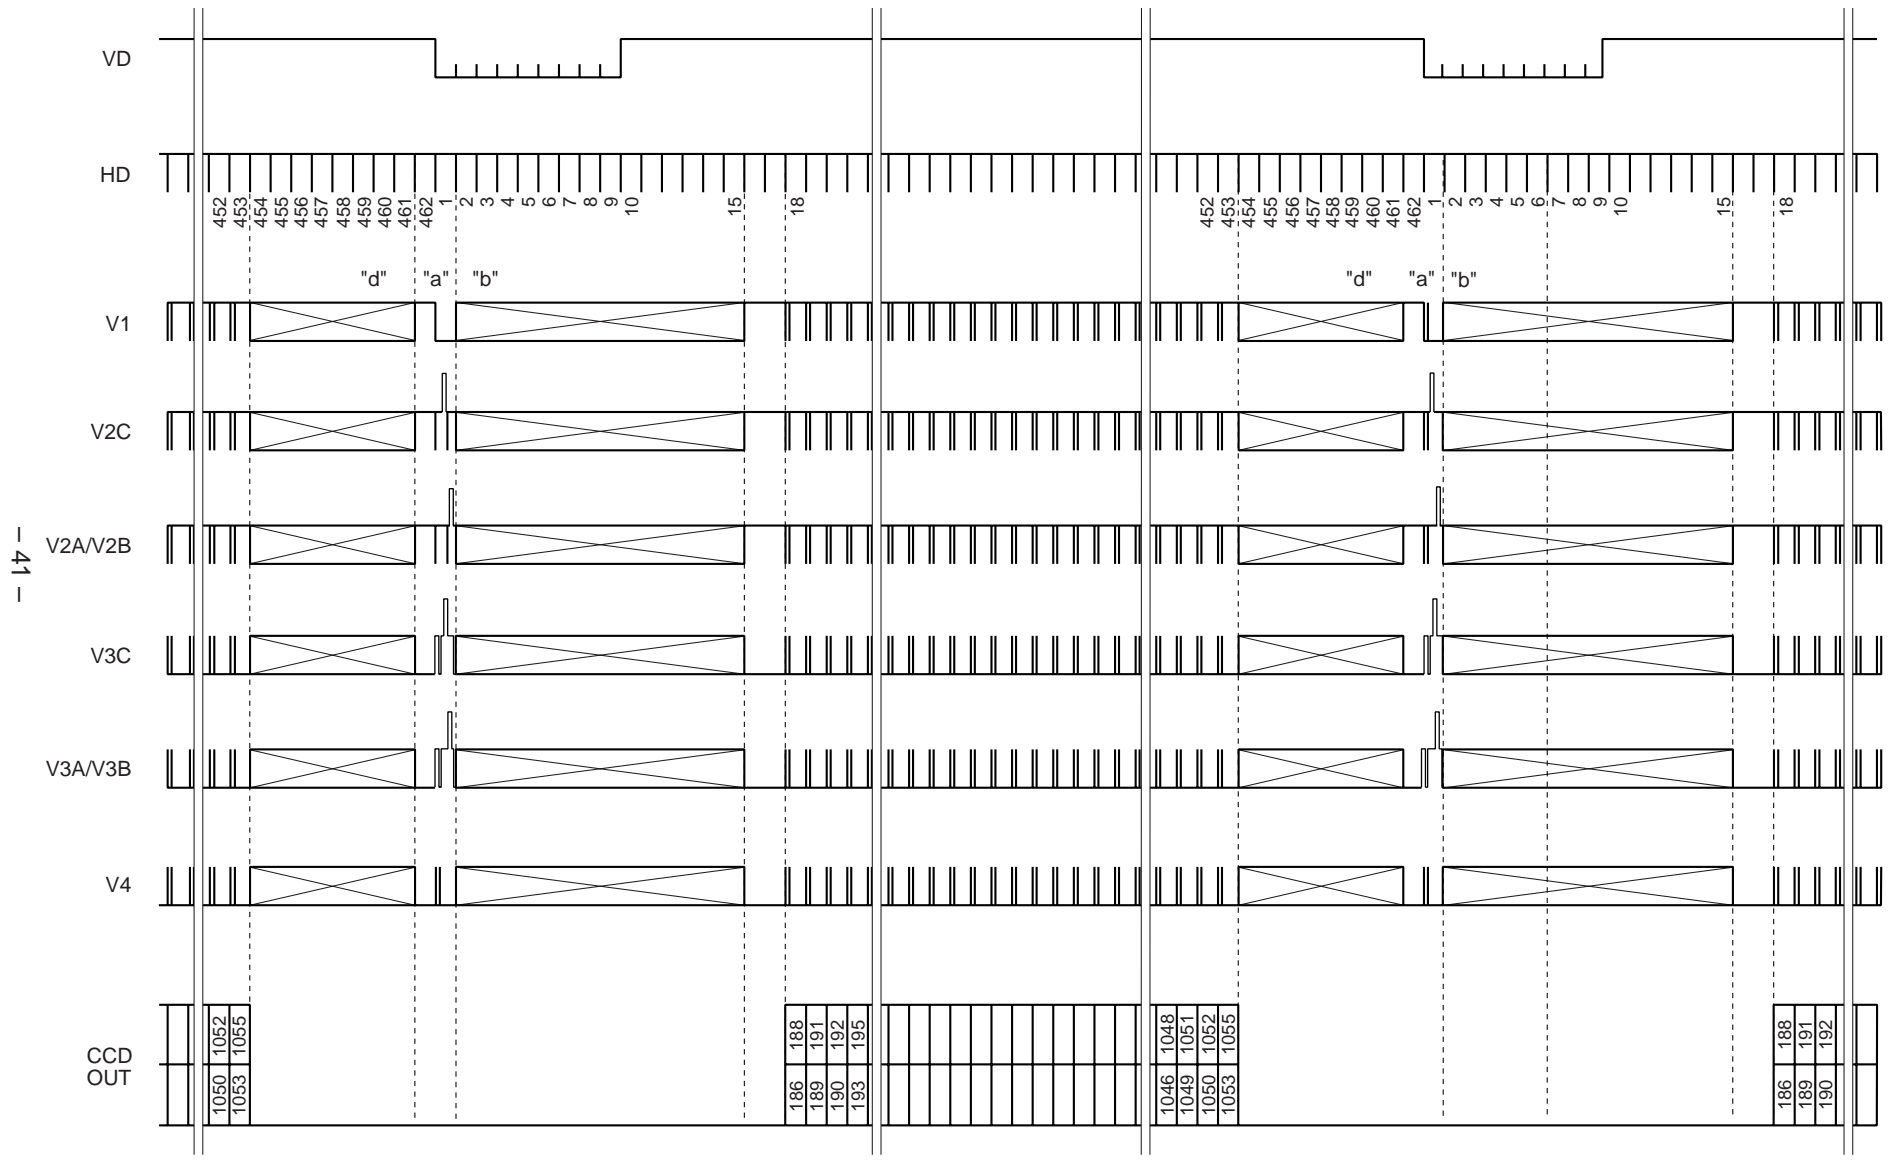 VD
HD
452 453 454 455 456 457 458 459 460 461 462 1 2 3 4 5 6 7 8 9 10 15 18
452 453 454 455 456 457 458 459 460 461 462 1 2 3 4 5 6 7 8 9 10 15 18
"d" "a" "b"
"d" "a" "b"
V1
V2C
V2A/V2B
V3C
V3A/V3B
V4
CCD
OUT
1052 1055
1050 1053
188 191 192 195
186 189 190 193
1048 1051 1052 1055
1046 1049 1050 1053
188 191 192
186 189 190
– 41 –